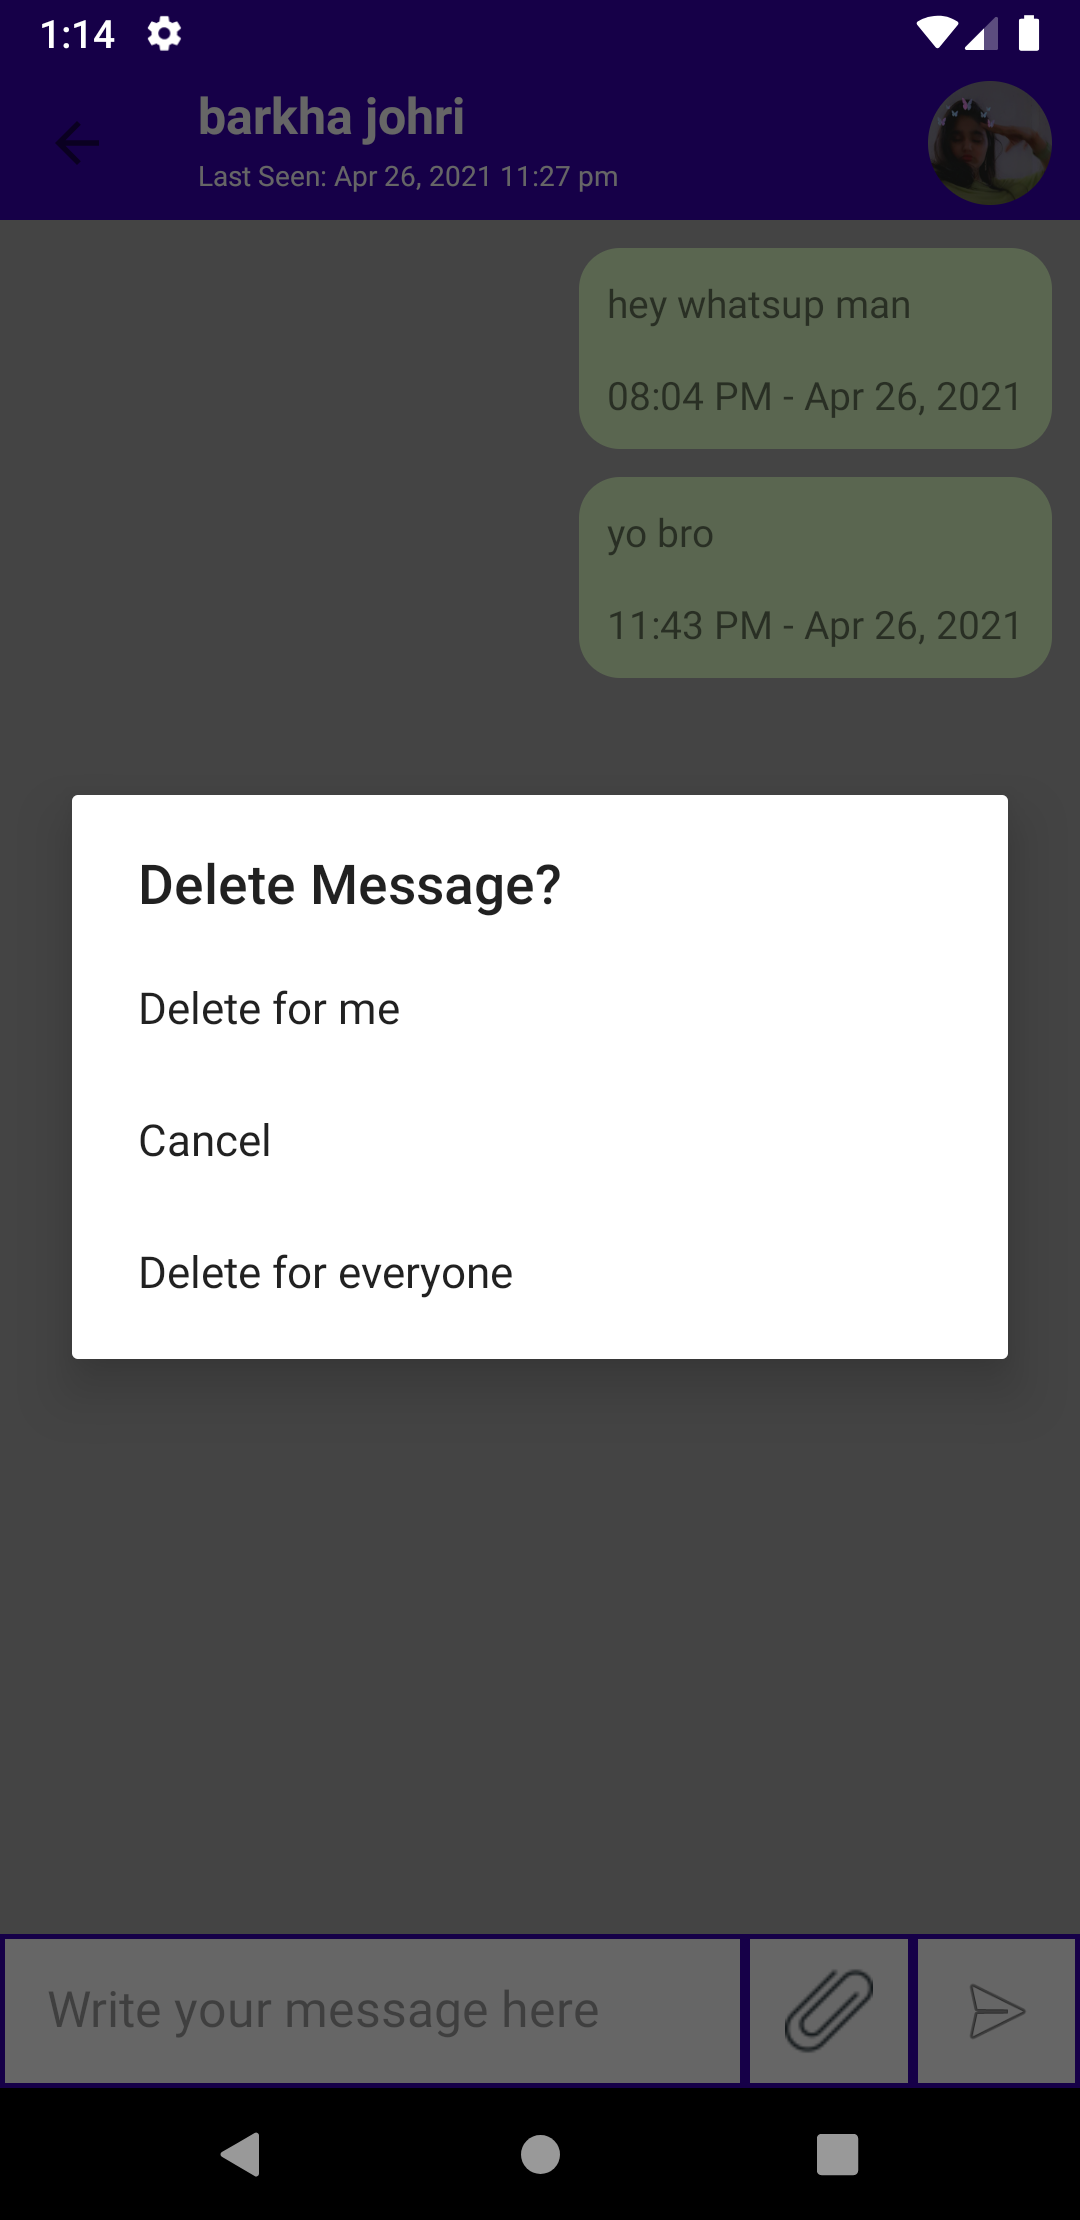 1:14
barkha johri
Last Seen: Apr 26, 2021 11:27 pm
hey whatsup man
08:04 PM - Apr 26, 2021
yo bro
11:43 PM - Apr 26, 2021
Delete Message?
Delete for me
Cancel
Delete for everyone
Write your message here